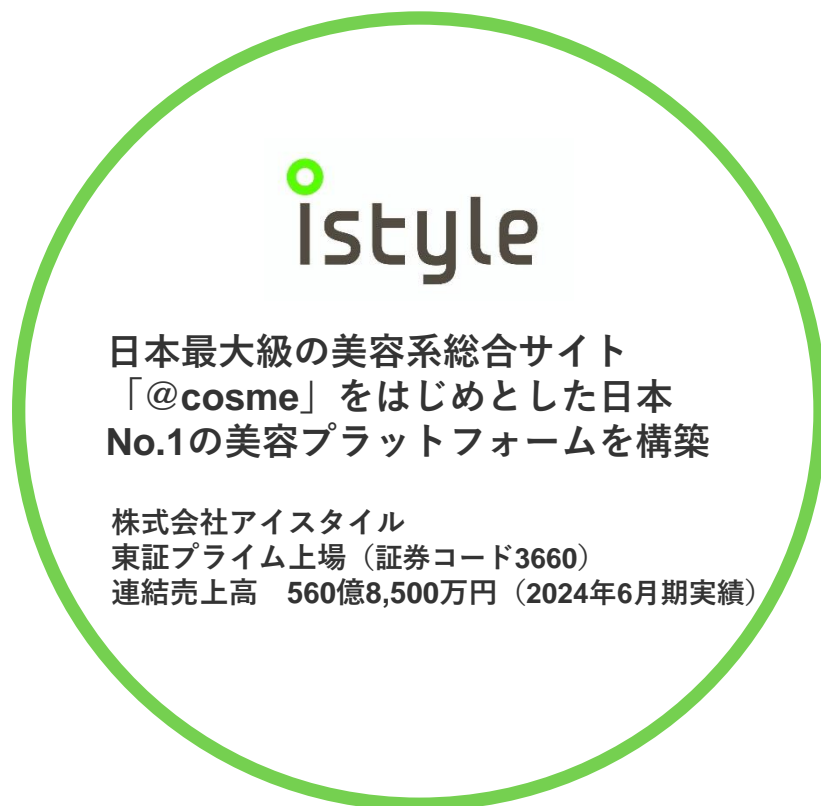 istyle
日本最大級の美容系総合サイト
「@cosme」をはじめとした日本
No.1の美容プラットフォームを構築
株式会社アイスタイル
東証プライム上場（証券コード3660）
連結売上高　560億8,500万円（2024年6月期実績）